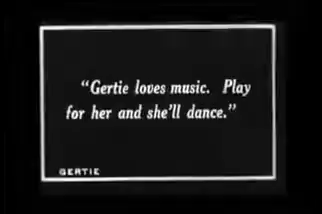 “Gertie loves music. Play
for her and she'll dance.”
GERTIE